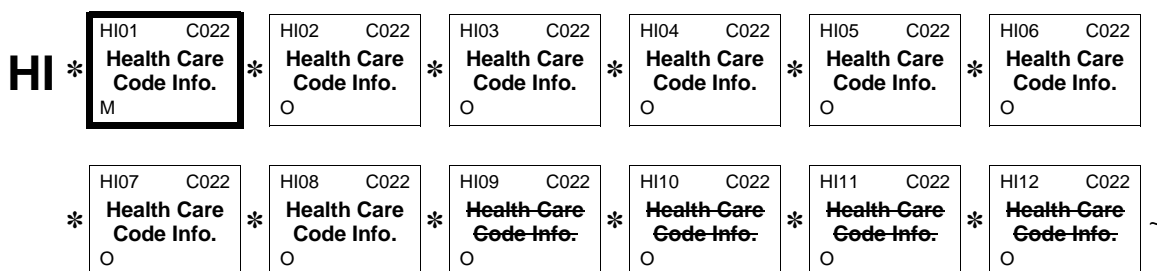 HI01 C022 HI02 C022 HI03 C022 HI04 C022 HI05 C022 HI06 C022
HI * Health Care * Health Care * Health Care * Health Care * Health Care * Health Care
Code Info. Code Info. Code Info. Code Info. Code Info. Code Info.
M O O O O O
HI07 C022 HI08 C022 HI09 C022 HI10 C022 HI11 C022 HI12 C022
* Health Care * Health Care * Health Care * Health Care * Health Care * Health Care ~
Code Info. Code Info. Code Info. Code Info. Code Info. Code Info.
O O O O O O